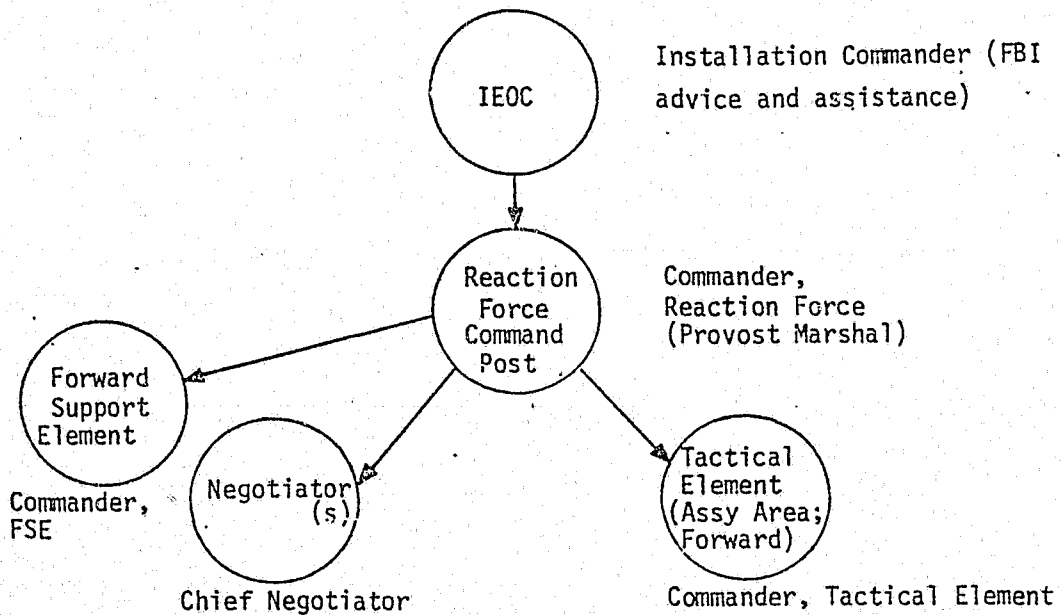 IEOC
Installation Commander (FBI
advice and assistance)
Reaction
Force
Command
Post
Commander,
Reaction Force
(Provost Marshal)
Forward
Support
Element
Commander,
FSE
Negotiator
(s)
Chief Negotiator
Tactical
Element
(Assy Area;
Forward)
Commander, Tactical Element